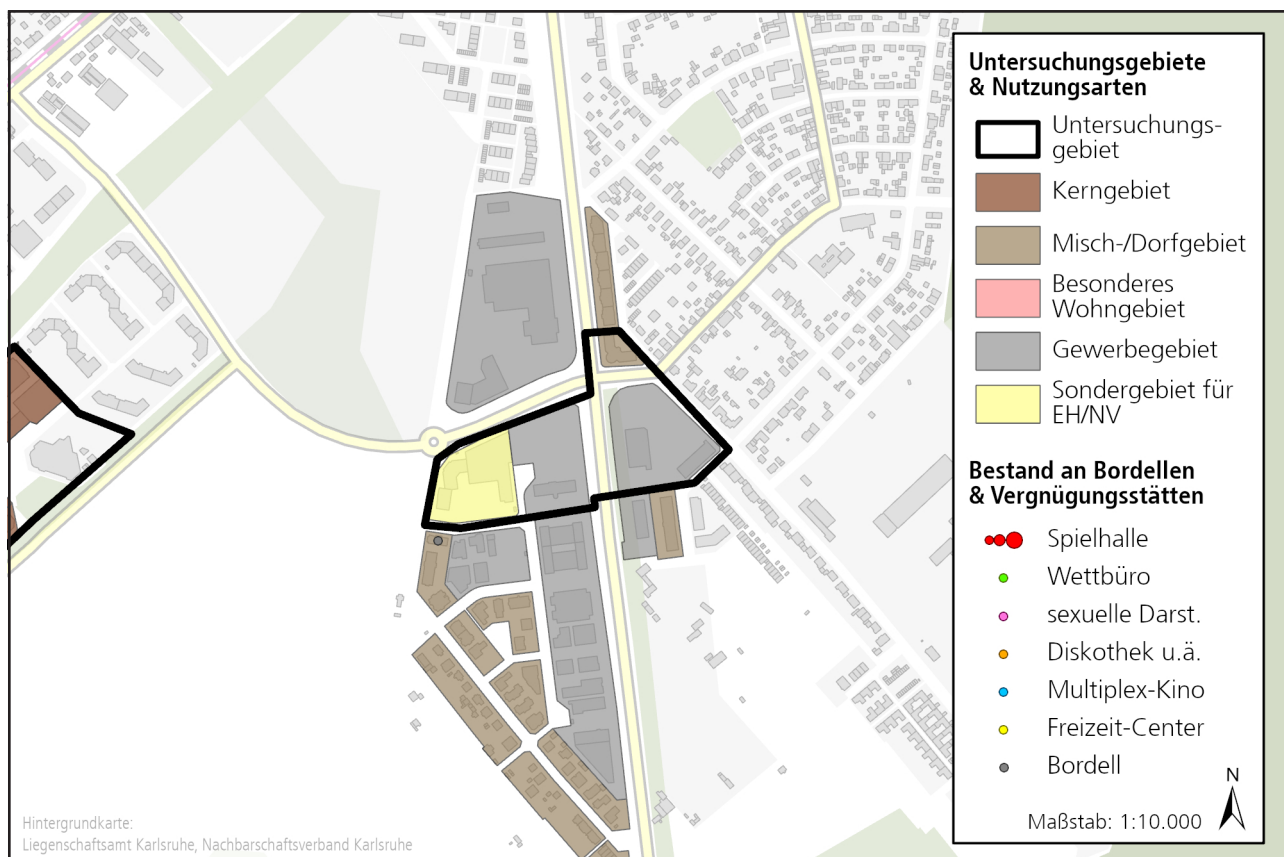 Untersuchungsgebiete
& Nutzungsarten
Untersuchungs-
gebiet
Kerngebiet
Misch-/Dorfgebiet
Besonderes
Wohngebiet
Gewerbegebiet
Sondergebiet für
EH/NV
Bestand an Bordellen
& Vergnügungsstätten
Spielhalle
Wettbüro
sexuelle Darst.
Diskothek u.ä.
Multiplex-Kino
Freizeit-Center
Bordell
N
Maßstab: 1:10.000
Hintergrundkarte:
Liegenschaftsamt Karlsruhe, Nachbarschaftsverband Karlsruhe